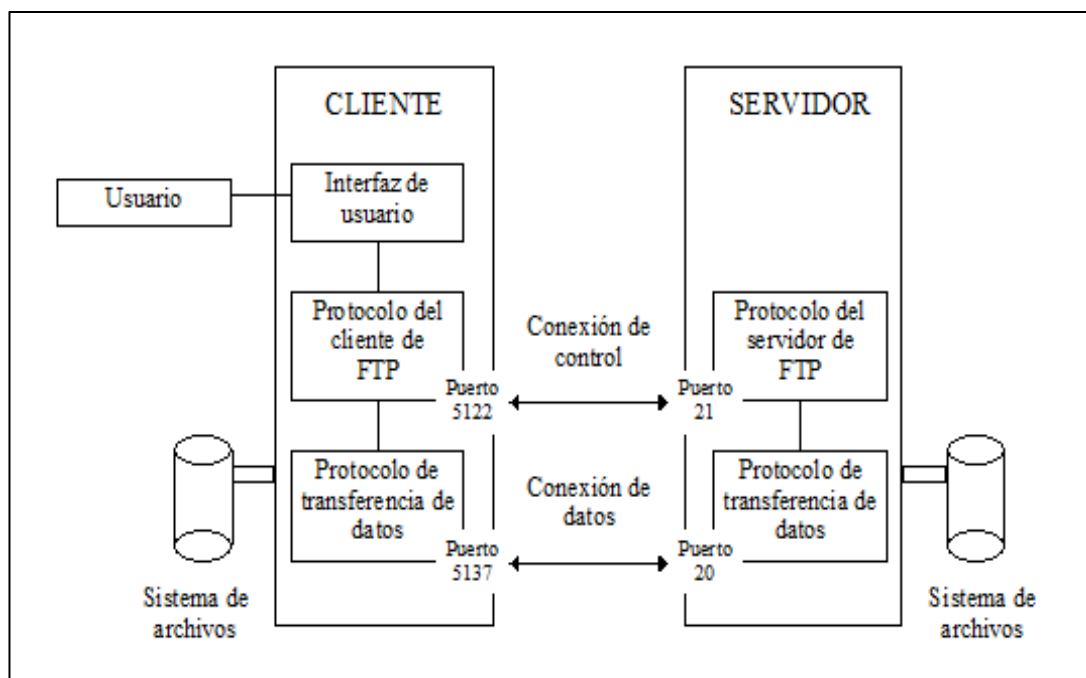 CLIENTE
SERVIDOR
Usuario
Interfaz de
usuario
Protocolo del
cliente de
FTP
Conexión de
control
Protocolo del
servidor de
FTP
Puerto
5122
Puerto
21
Protocolo de
transferencia de
datos
Conexión de
datos
Protocolo de
transferencia de
datos
Puerto
5137
Puerto
20
Sistema de
archivos
Sistema de
archivos